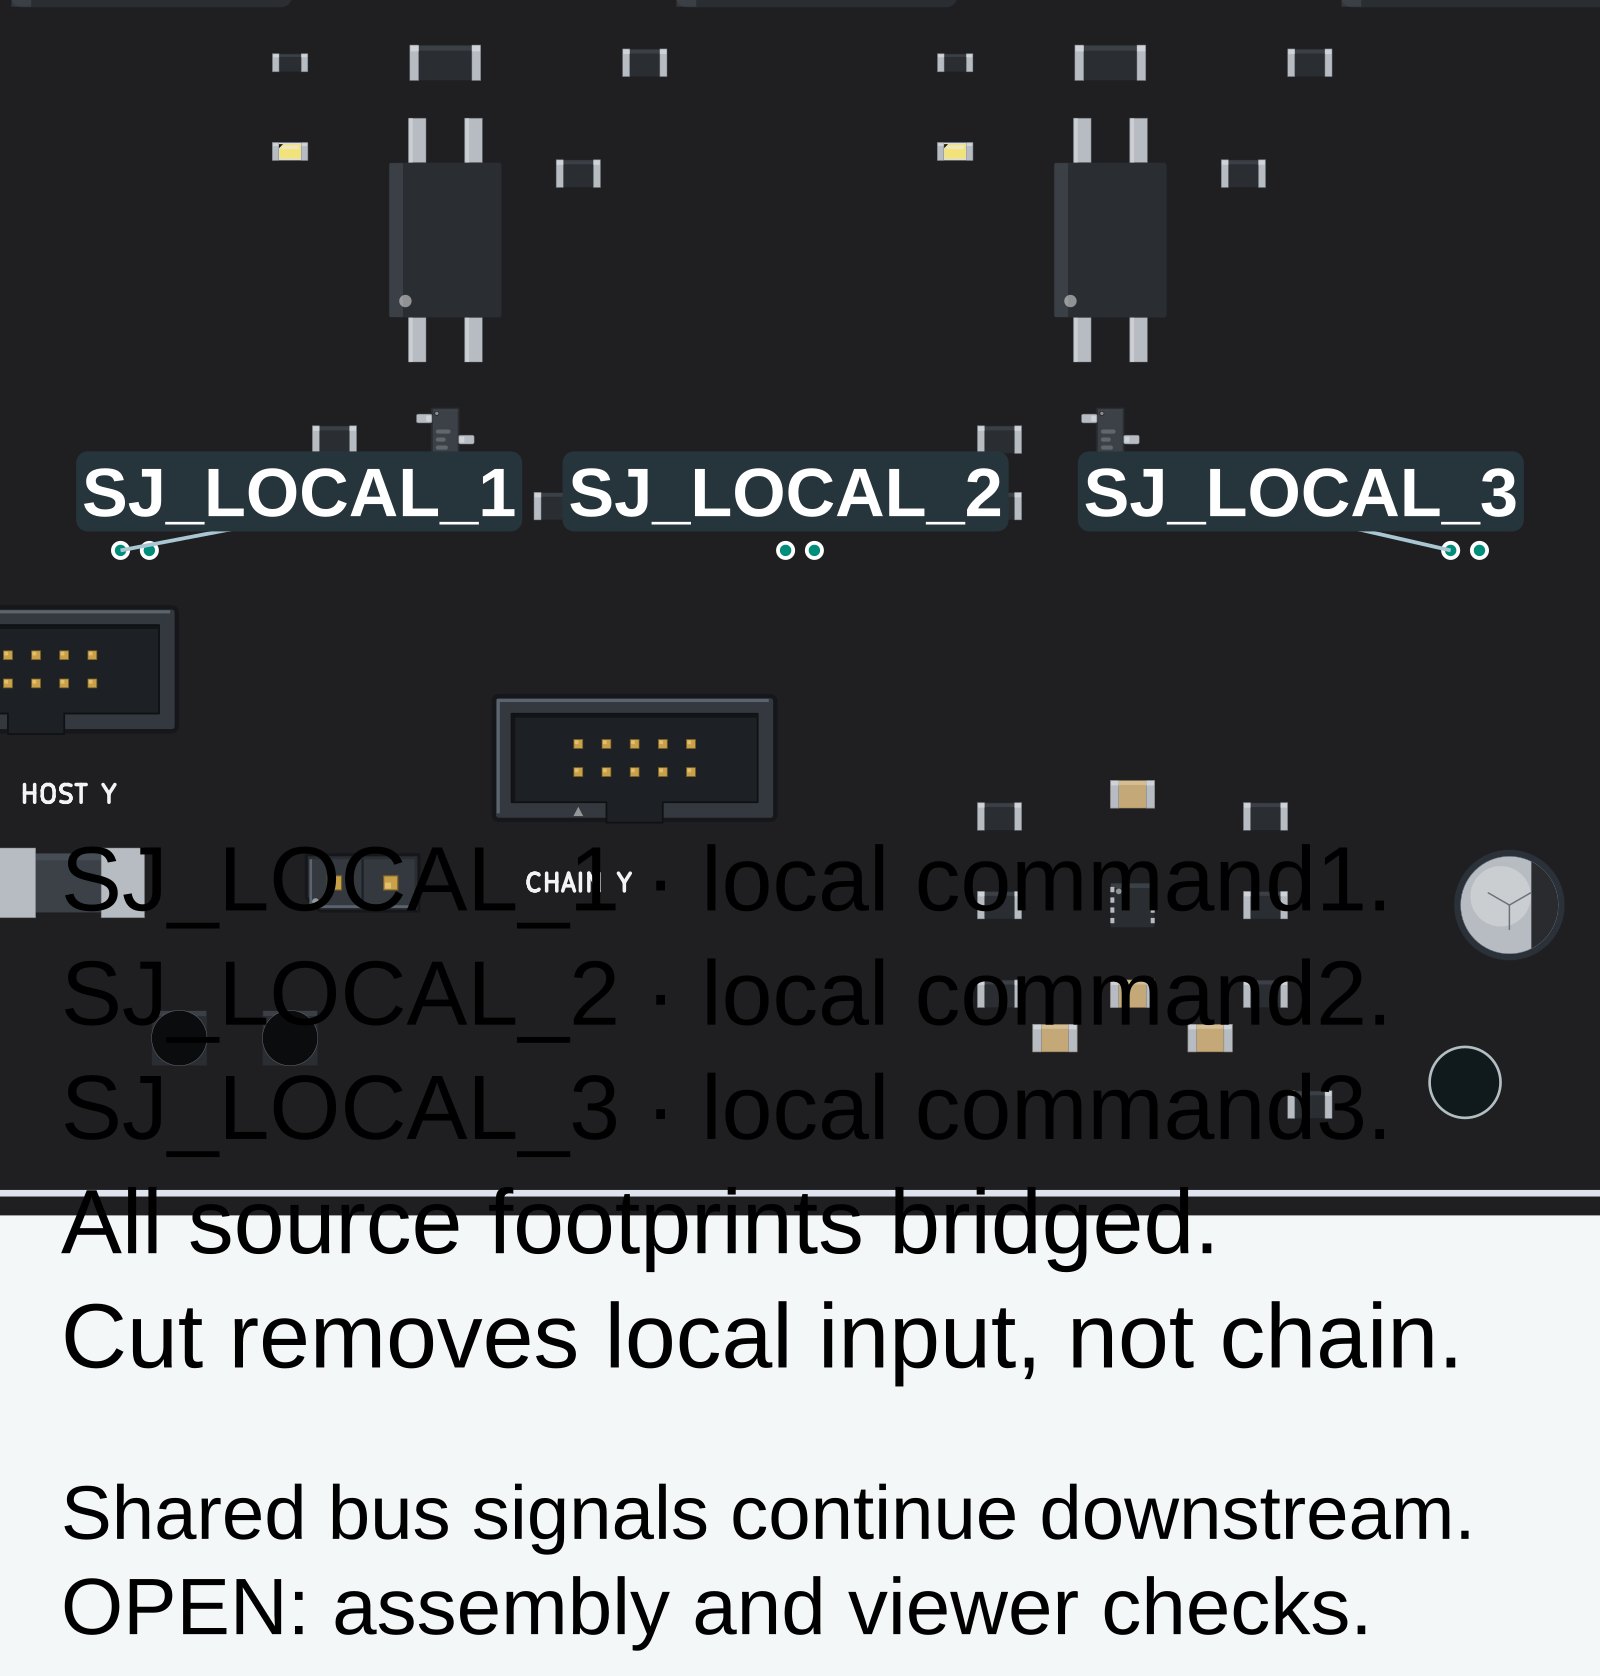 SJ_LOCAL_1 SJ_LOCAL_2 SJ_LOCAL_3
HOST Y
CHAIN Y
SJ_LOCAL_1 · local command1.
SJ_LOCAL_2 · local command2.
SJ_LOCAL_3 · local command3.
All source footprints bridged.
Cut removes local input, not chain.
Shared bus signals continue downstream.
OPEN: assembly and viewer checks.